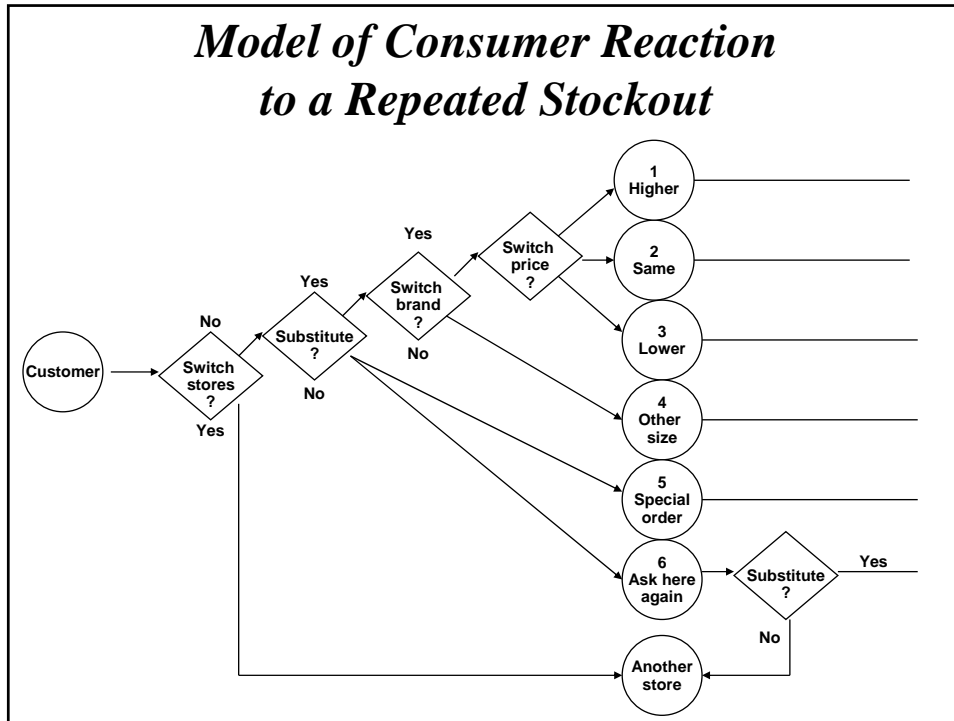 Model of Consumer Reaction
to a Repeated Stockout
Customer
No
Switch
stores
?
Yes
Yes
Substitute
?
No
Yes
Switch
brand
?
No
Switch
price
?
1
Higher
2
Same
3
Lower
4
Other
size
5
Special
order
6
Ask here
again
Substitute
?
Yes
No
Another
store